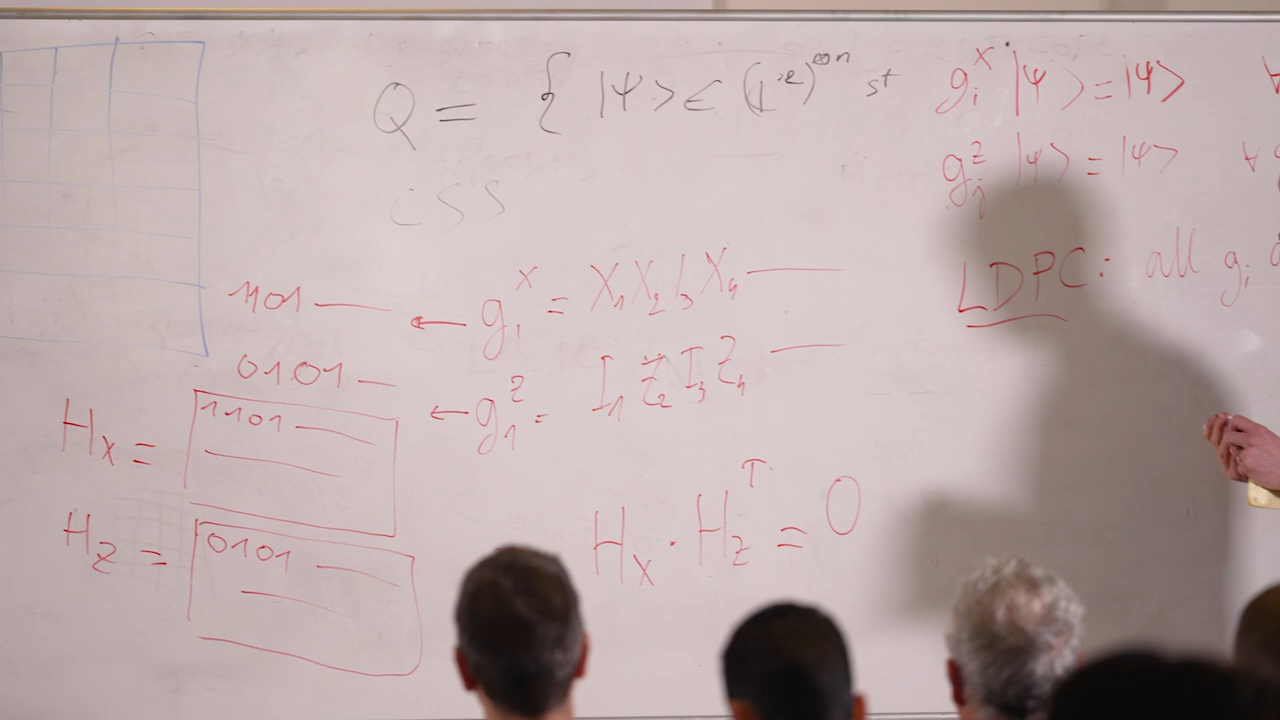 Q = { |ψ> ∈ (ℂ²)^⊗n st
g_i^X |ψ> = |ψ> ∀
g_j^Z |ψ> = |ψ> ∀
CSS
LDPC: all g_i
1101 —— ← g_1^X = X_1 X_2 I_3 X_4 ——
0101 — ← g_1^Z = I_1 Z_2 I_3 Z_4 ——
H_X = 1101 ——
H_Z = 0101 ——
H_X · H_Z^T = 0